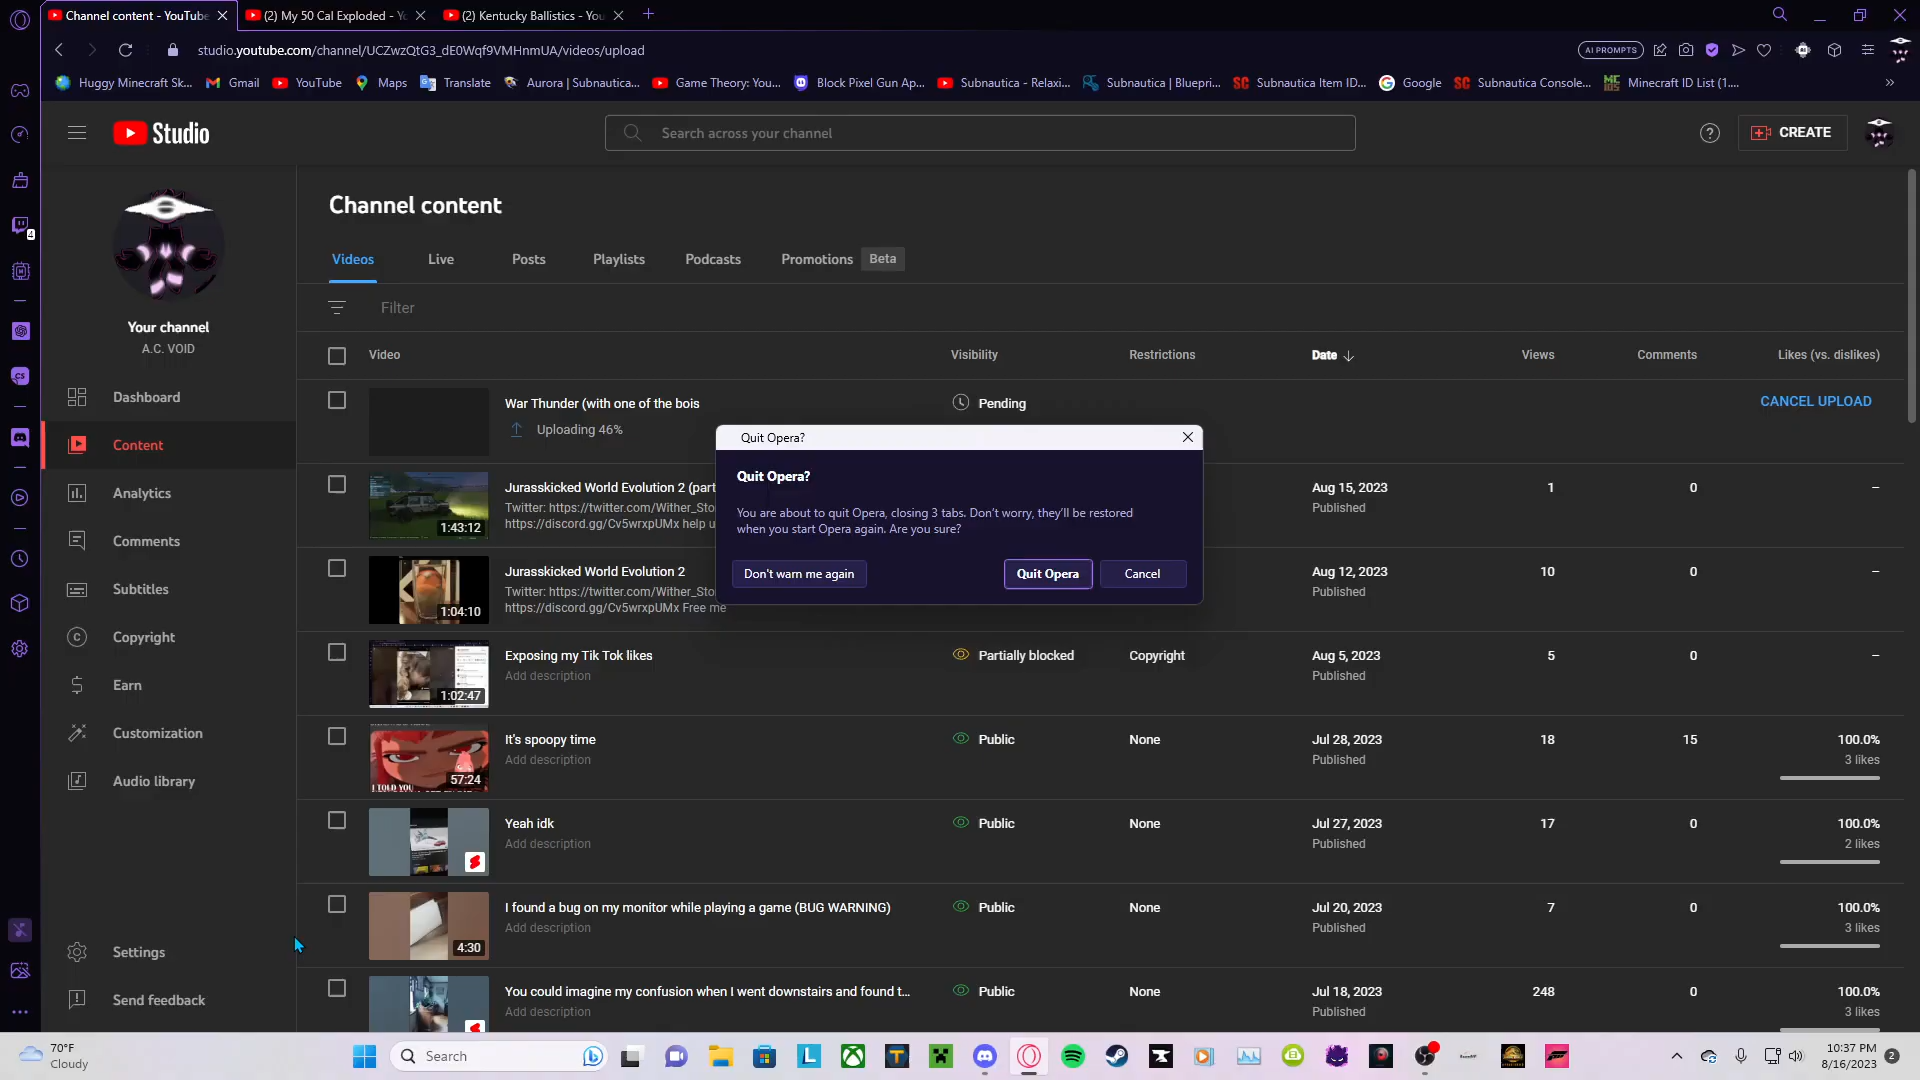 Channel content - YouTube
(2) My 50 Cal Exploded - Yo
(2) Kentucky Ballistics - You
studio.youtube.com/channel/UCZwzQtG3_dE0Wqf9VMHnmUA/videos/upload
AI PROMPTS
Huggy Minecraft Sk...
Gmail
YouTube
Maps
Translate
Aurora | Subnautica...
Game Theory: You...
Block Pixel Gun Ap...
Subnautica - Relaxi...
Subnautica | Bluepri...
Subnautica Item ID...
Google
Subnautica Console...
Minecraft ID List (1....
Studio
Search across your channel
CREATE
4
Your channel
A.C. VOID
Dashboard
Content
Analytics
Comments
Subtitles
Copyright
Earn
Customization
Audio library
Settings
Send feedback
Channel content
Videos
Live
Posts
Playlists
Podcasts
Promotions
Beta
Filter
Video
Visibility
Restrictions
Date
Views
Comments
Likes (vs. dislikes)
War Thunder (with one of the bois
Uploading 46%
Pending
CANCEL UPLOAD
1:43:12
Jurasskicked World Evolution 2 (part
Twitter: https://twitter.com/Wither_Sto
https://discord.gg/Cv5wrxpUMx help u
Aug 15, 2023
Published
1
0
–
1:04:10
Jurasskicked World Evolution 2
Twitter: https://twitter.com/Wither_Sto
https://discord.gg/Cv5wrxpUMx Free me
Aug 12, 2023
Published
10
0
–
Quit Opera?
Quit Opera?
You are about to quit Opera, closing 3 tabs. Don't worry, they'll be restored
when you start Opera again. Are you sure?
Don't warn me again
Quit Opera
Cancel
1:02:47
Exposing my Tik Tok likes
Add description
Partially blocked
Copyright
Aug 5, 2023
Published
5
0
–
I TOLD YOU
57:24
It's spoopy time
Add description
Public
None
Jul 28, 2023
Published
18
15
100.0%
3 likes
Yeah idk
Add description
Public
None
Jul 27, 2023
Published
17
0
100.0%
2 likes
4:30
I found a bug on my monitor while playing a game (BUG WARNING)
Add description
Public
None
Jul 20, 2023
Published
7
0
100.0%
3 likes
You could imagine my confusion when I went downstairs and found t...
Add description
Public
None
Jul 18, 2023
Published
248
0
100.0%
3 likes
70°F
Cloudy
Search
10:37 PM
8/16/2023
2